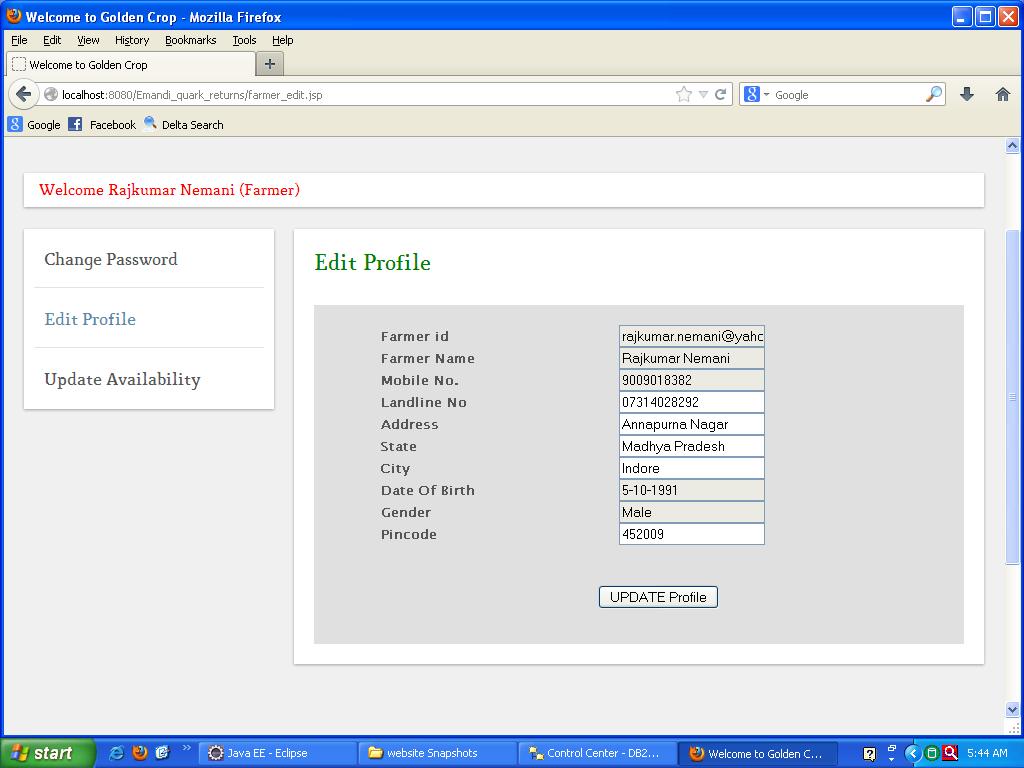 Welcome to Golden Crop - Mozilla Firefox
File Edit View History Bookmarks Tools Help
Welcome to Golden Crop
localhost:8080/Emandi_quark_returns/farmer_edit.jsp
Google
Google Facebook Delta Search
Welcome Rajkumar Nemani (Farmer)
Change Password
Edit Profile
Update Availability
Edit Profile
Farmer id rajkumar.nemani@yahc
Farmer Name Rajkumar Nemani
Mobile No. 9009018382
Landline No 07314028292
Address Annapurna Nagar
State Madhya Pradesh
City Indore
Date Of Birth 5-10-1991
Gender Male
Pincode 452009
UPDATE Profile
start Java EE - Eclipse website Snapshots Control Center - DB2... Welcome to Golden C... 5:44 AM